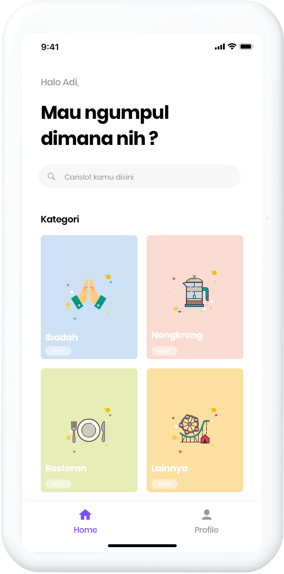 9:41
Halo Adi,
Mau ngumpul
dimana nih ?
Carislot kamu disini
Kategori
Ibadah
Nongkrong
Restoran
Lainnya
Home
Profile